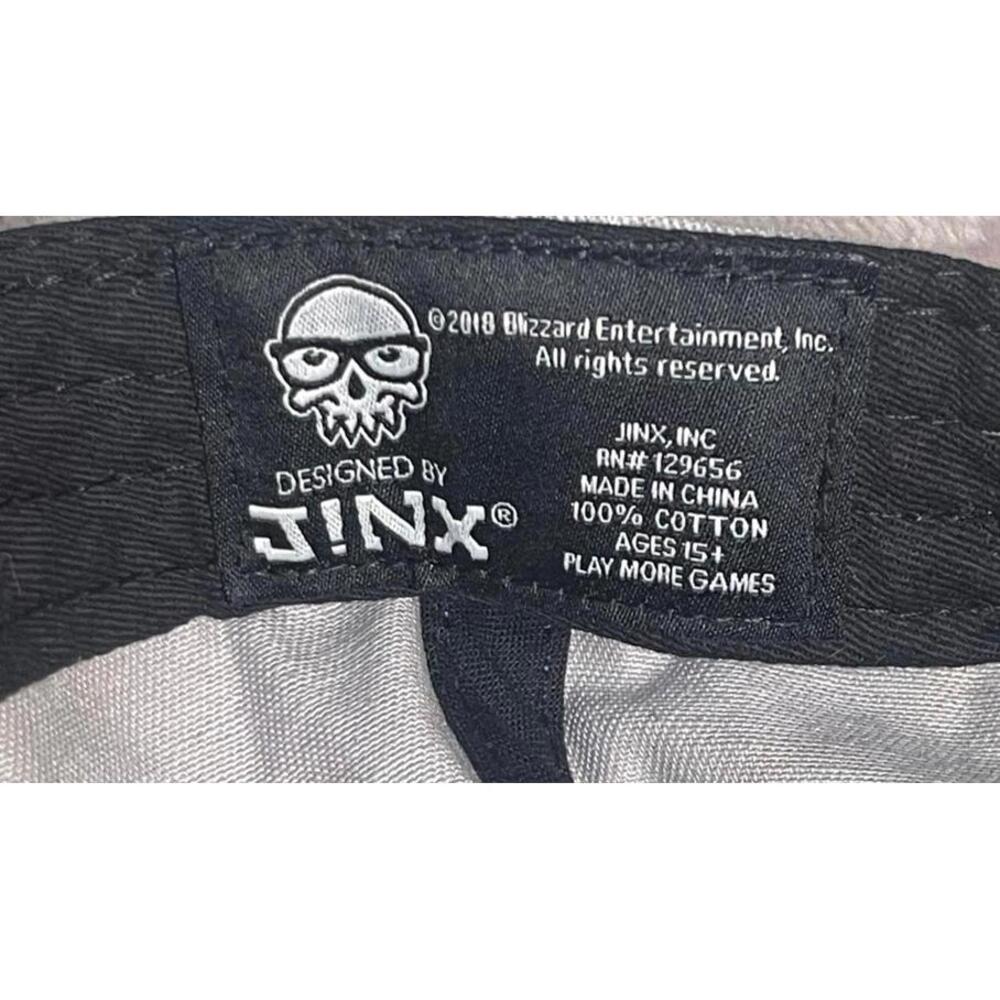 ©2018 Blizzard Entertainment, Inc.
All rights reserved.
DESIGNED BY
J!NX®
JINX, INC
RN# 129656
MADE IN CHINA
100% COTTON
AGES 15+
PLAY MORE GAMES